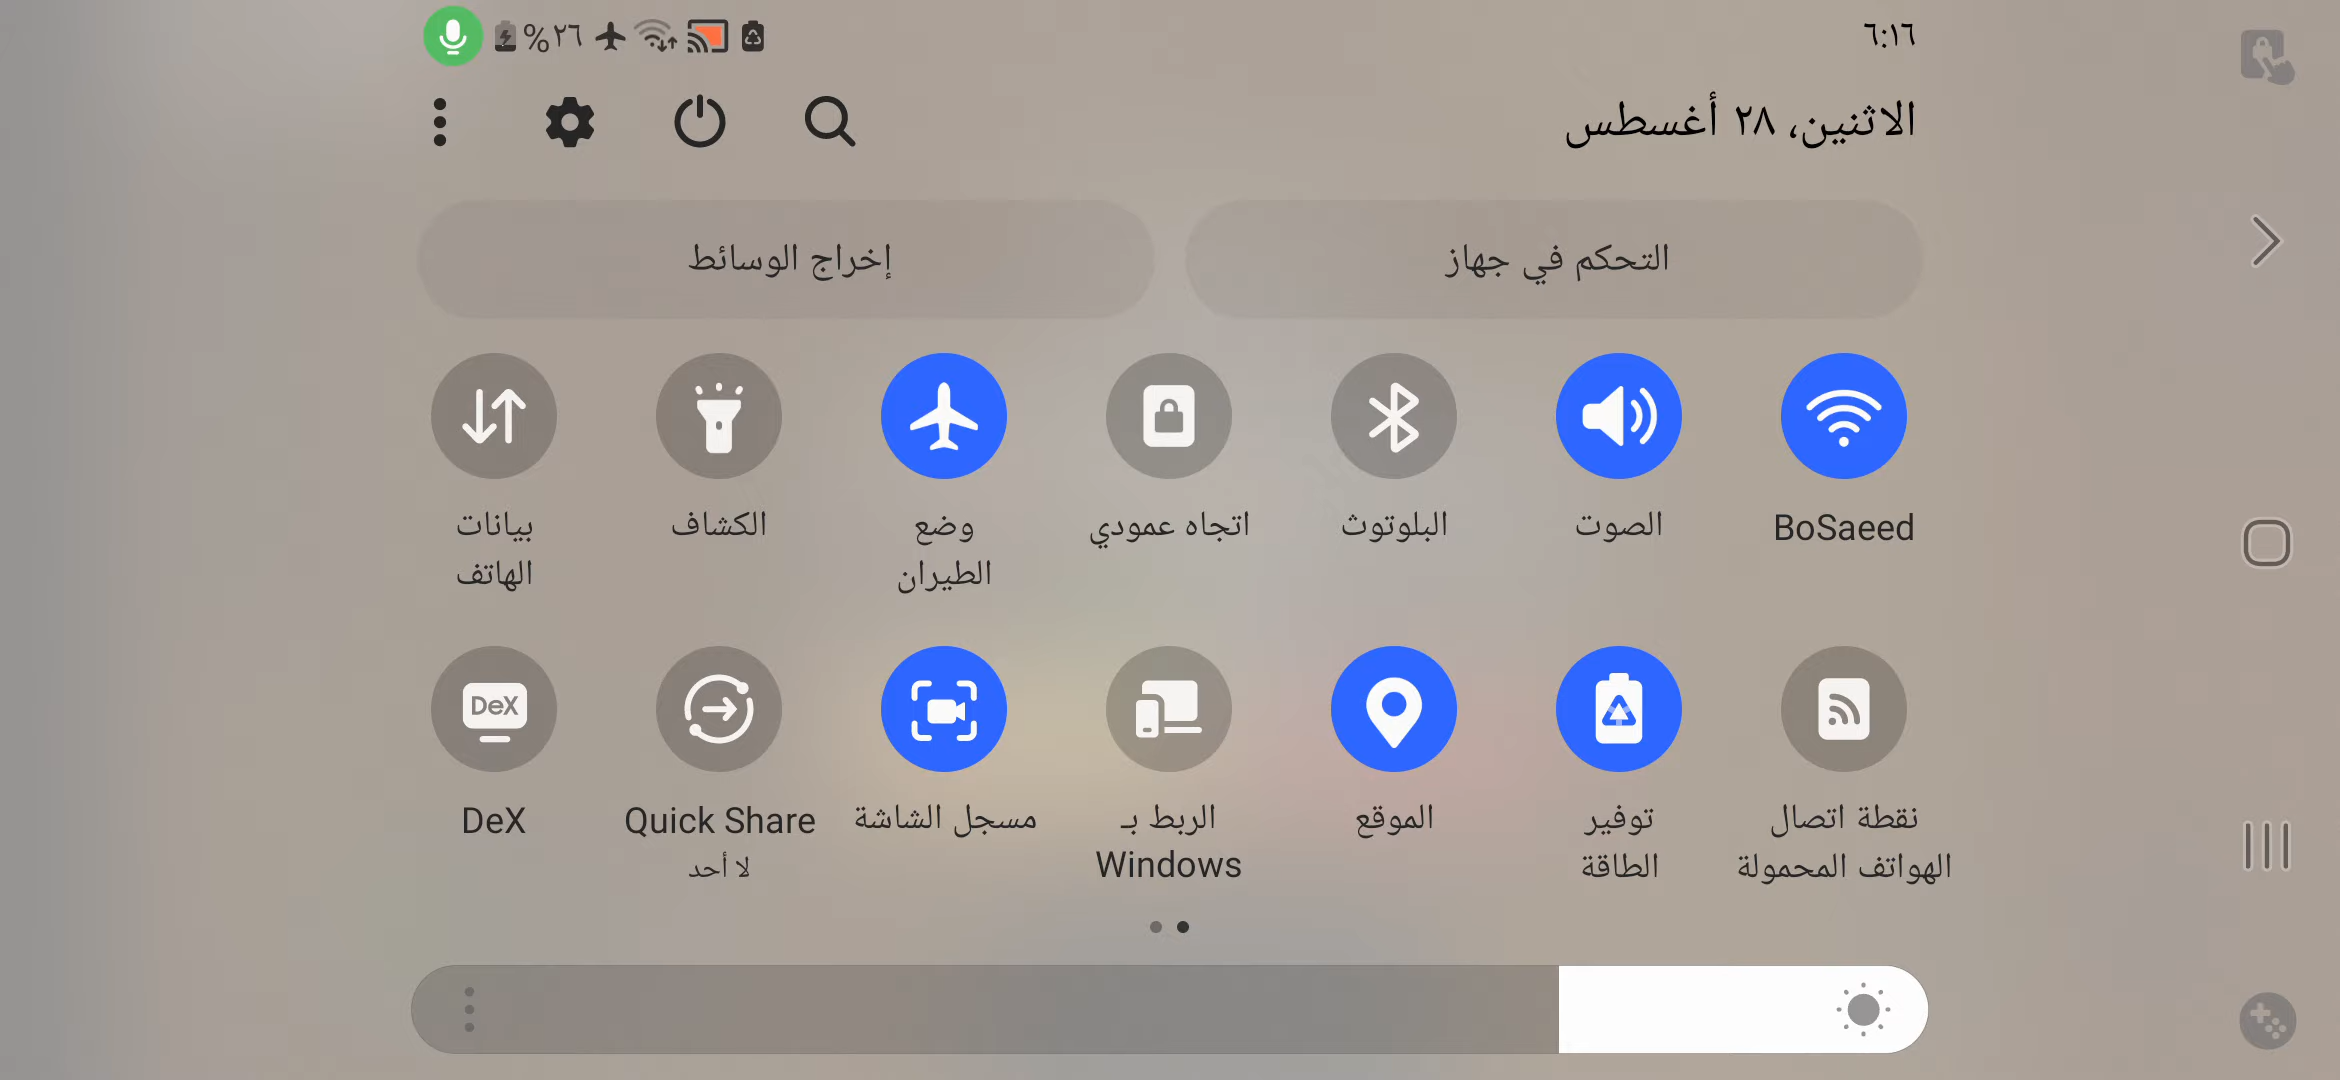 ٦:١٦
%٢٦
الاثنين، ٢٨ أغسطس
التحكم في جهاز
إخراج الوسائط
BoSaeed
الصوت
البلوتوث
اتجاه عمودي
وضع
الطيران
الكشاف
بيانات
الهاتف
نقطة اتصال
الهواتف المحمولة
توفير
الطاقة
الموقع
الربط بـ
Windows
مسجل الشاشة
Quick Share
لا أحد
DeX
DeX